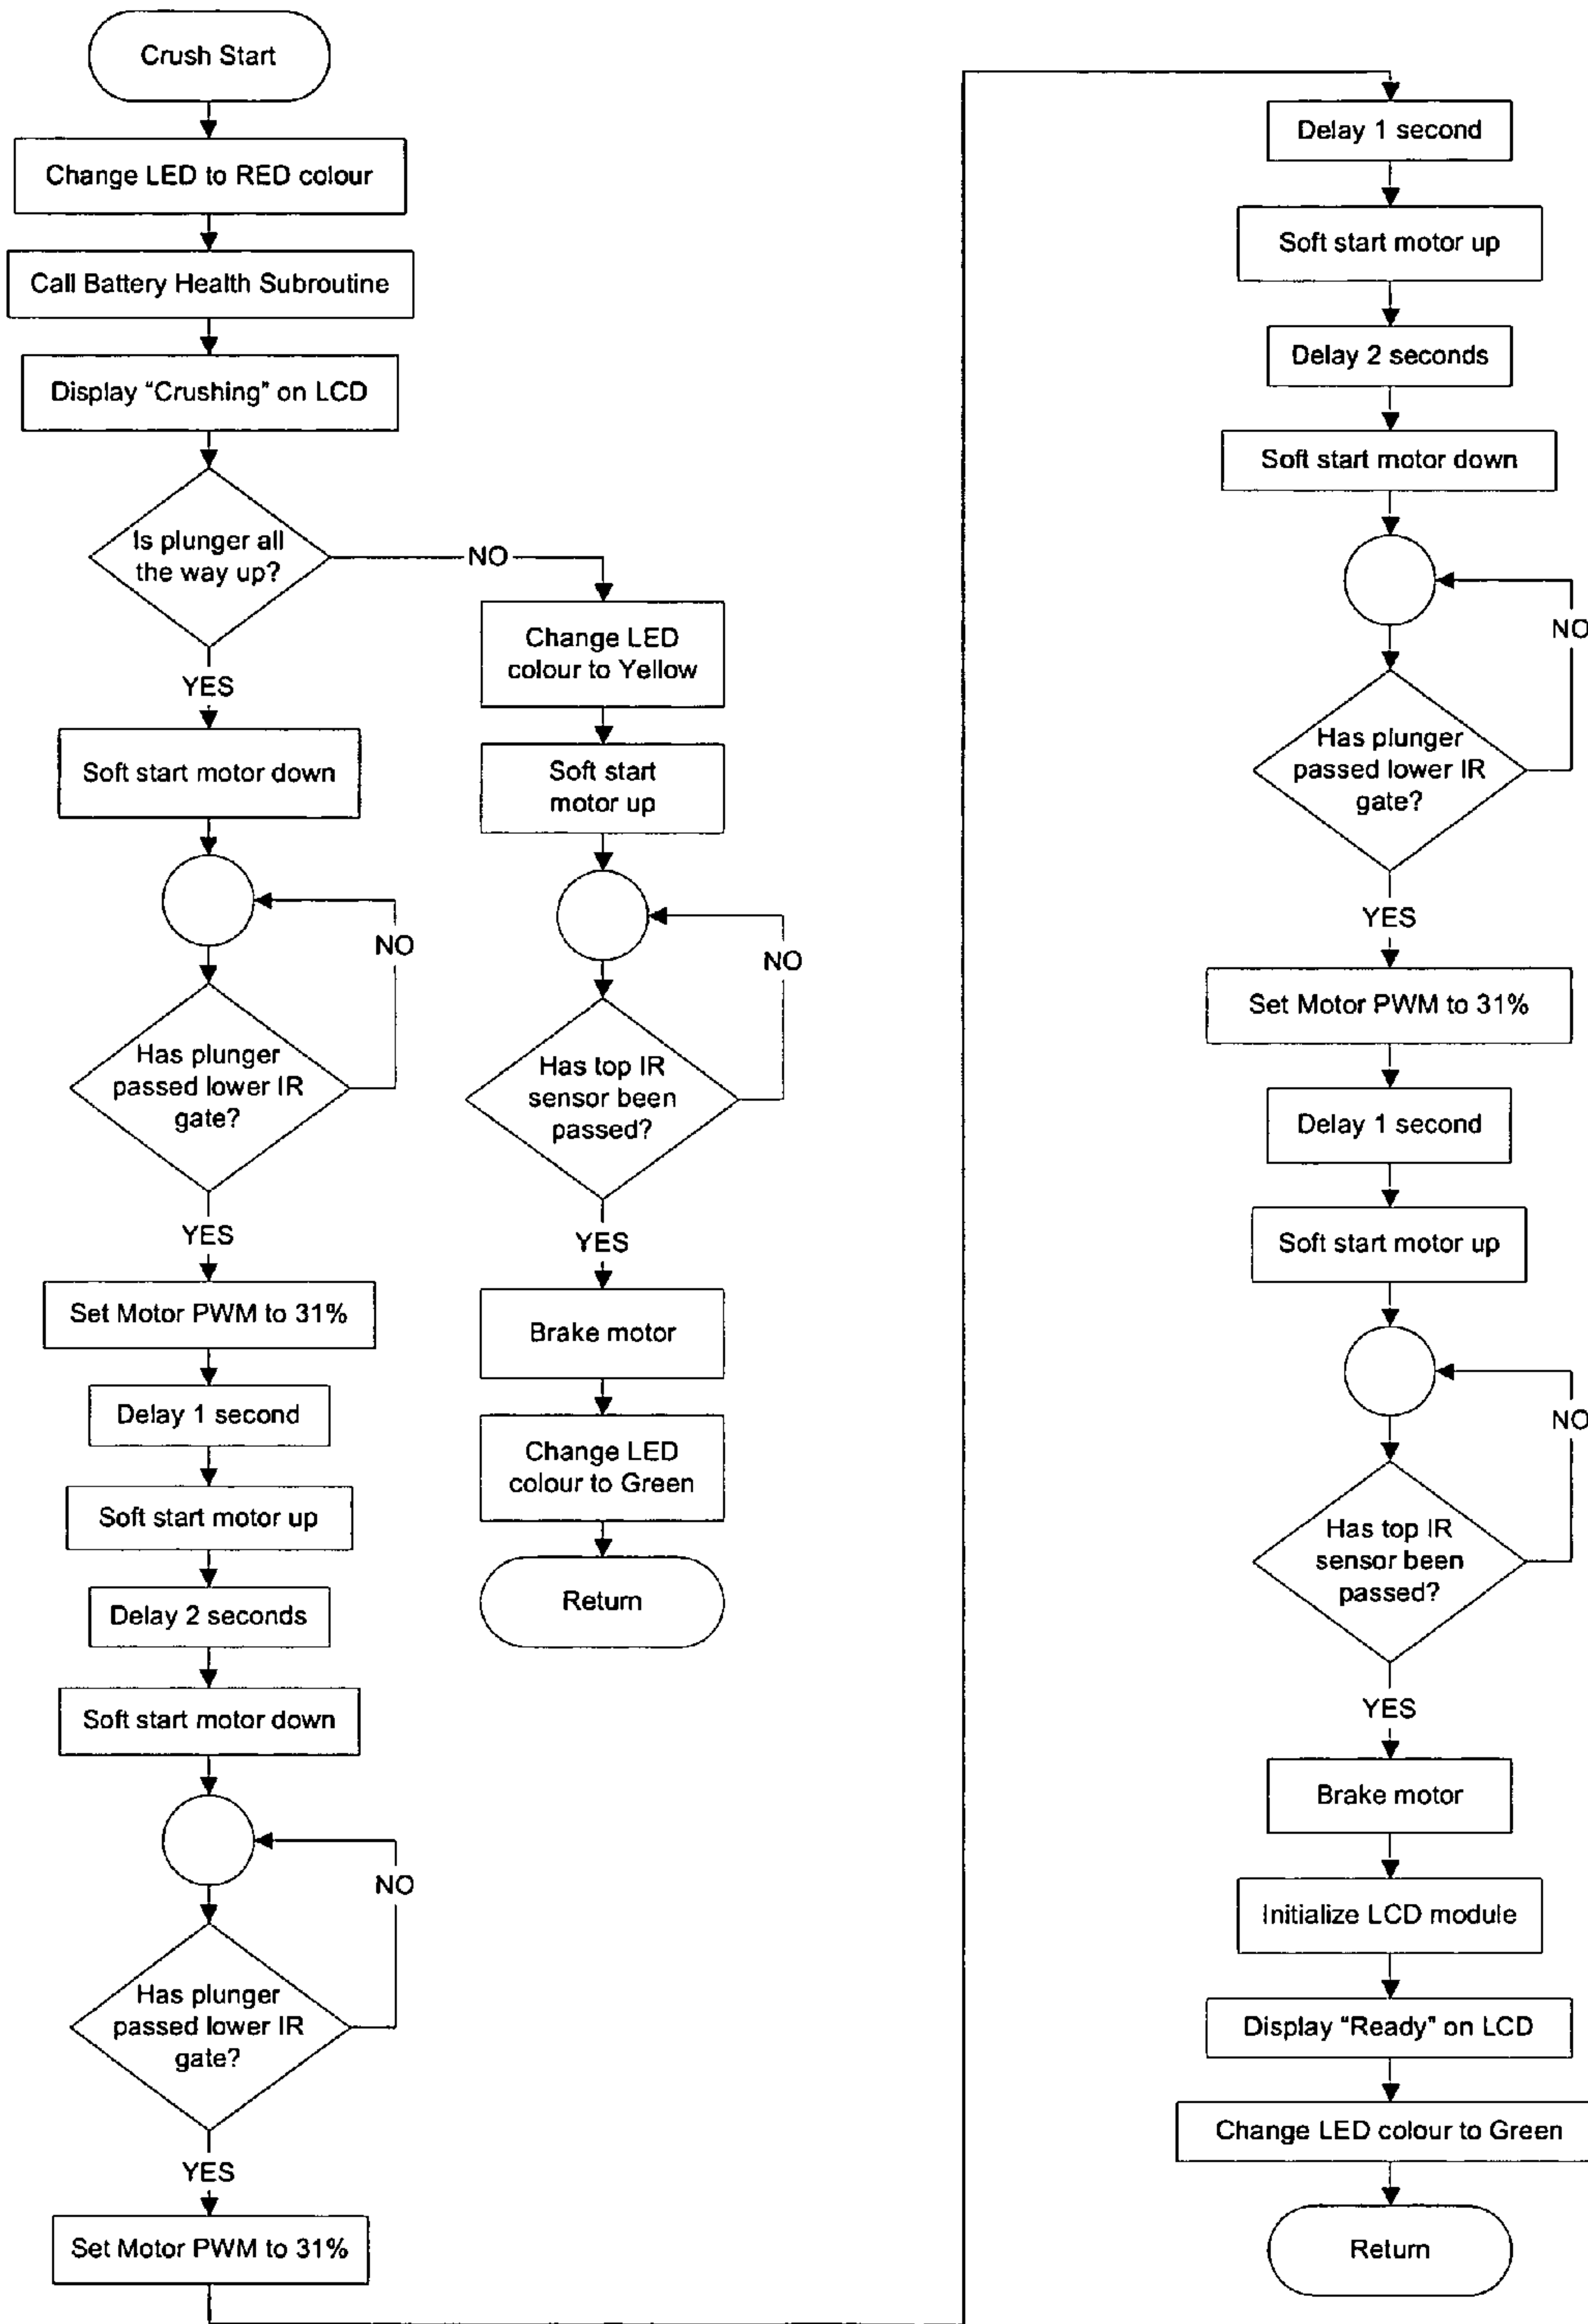 Crush Start
Change LED to RED colour
Call Battery Health Subroutine
Display "Crushing" on LCD
Is plunger all
the way up?
NO
YES
Soft start motor down
NO
Has plunger
passed lower IR
gate?
YES
Set Motor PWM to 31%
Delay 1 second
Soft start motor up
Delay 2 seconds
Soft start motor down
NO
Has plunger
passed lower IR
gate?
YES
Set Motor PWM to 31%
Change LED
colour to Yellow
Soft start
motor up
NO
Has top IR
sensor been
passed?
YES
Brake motor
Change LED
colour to Green
Return
Delay 1 second
Soft start motor up
Delay 2 seconds
Soft start motor down
NO
Has plunger
passed lower IR
gate?
YES
Set Motor PWM to 31%
Delay 1 second
Soft start motor up
NO
Has top IR
sensor been
passed?
YES
Brake motor
Initialize LCD module
Display "Ready" on LCD
Change LED colour to Green
Return